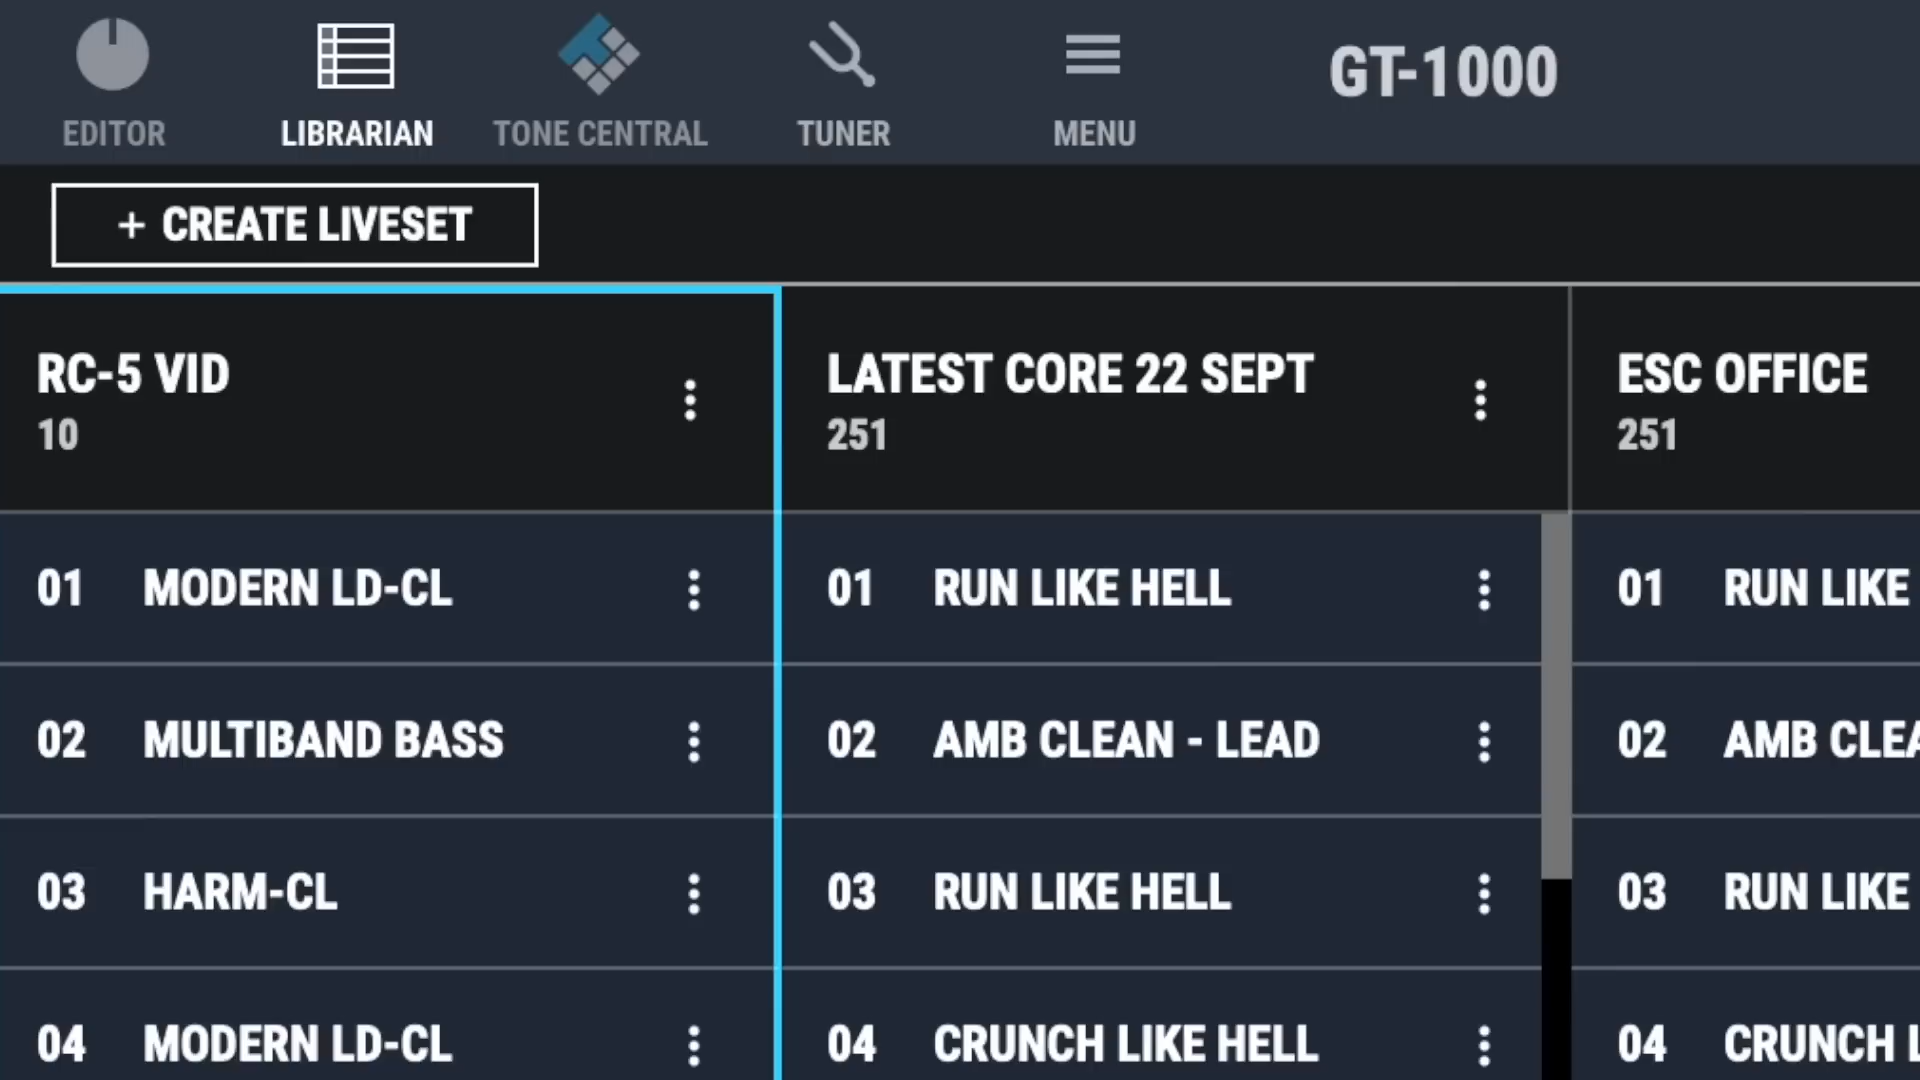 EDITOR
LIBRARIAN
TONE CENTRAL
TUNER
MENU
GT-1000
+ CREATE LIVESET
RC-5 VID
10
01 MODERN LD-CL
02 MULTIBAND BASS
03 HARM-CL
04 MODERN LD-CL
LATEST CORE 22 SEPT
251
01 RUN LIKE HELL
02 AMB CLEAN - LEAD
03 RUN LIKE HELL
04 CRUNCH LIKE HELL
ESC OFFICE
251
01 RUN LIKE
02 AMB
03 RUN LIKE
04 CRUNCH